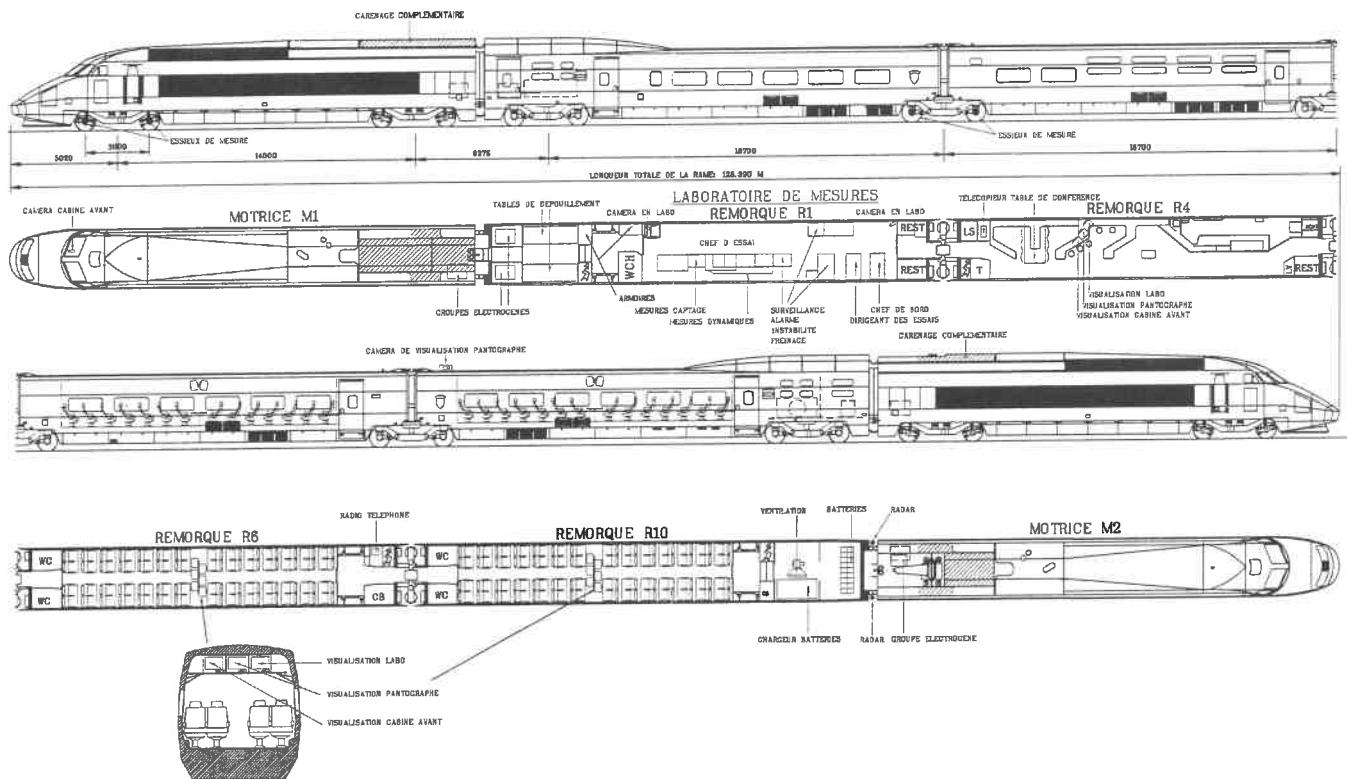 CARENAGE COMPLEMENTAIRE
ESSIEUX DE MESURE
ESSIEUX DE MESURE
5020
14000
6275
18700
18700
LONGUEUR TOTALE DE LA RAME:
LABORATOIRE DE MESURES
CAMERA CABINE AVANT
MOTRICE M1
TABLES DE DEPOUILLEMENT
CAMERA EN LABO
REMORQUE R1
CAMERA EN LABO
TELECOPIEUR
TABLE DE CONFERENCE
REMORQUE R4
REST
LS
CHEF D ESSAI
WCH
REST
T
REST
GROUPES ELECTROGENES
ARMOIRES
MESURES CAPTAGE
MESURES DYNAMIQUES
SURVEILLANCE
ALARME
INSTABILITE
FREINAGE
CHEF DE BORD
DIRIGEANT DES ESSAIS
VISUALISATION LABO
VISUALISATION PANTOGRAPHE
VISUALISATION CABINE AVANT
CAMERA DE VISUALISATION PANTOGRAPHE
CARENAGE COMPLEMENTAIRE
REMORQUE R6
RADIO TELEPHONE
REMORQUE R10
VENTILATION
BATTERIES
RADAR
MOTRICE M2
WC
WC
WC
CB
WC
CHARGEUR BATTERIES
RADAR
GROUPE ELECTROGENE
VISUALISATION LABO
VISUALISATION PANTOGRAPHE
VISUALISATION CABINE AVANT